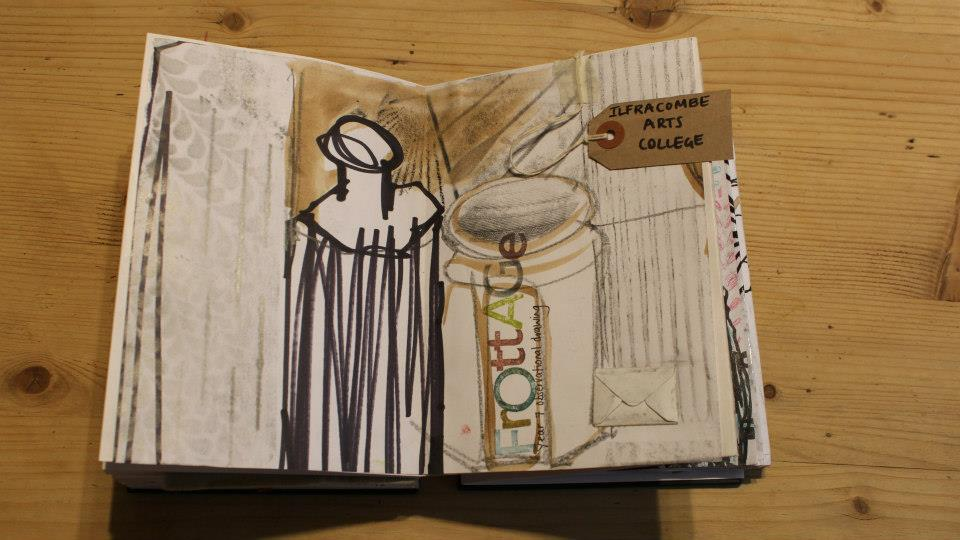 ILFRACOMBE
ARTS
COLLEGE
FrottAGe
Year 7 observational drawing